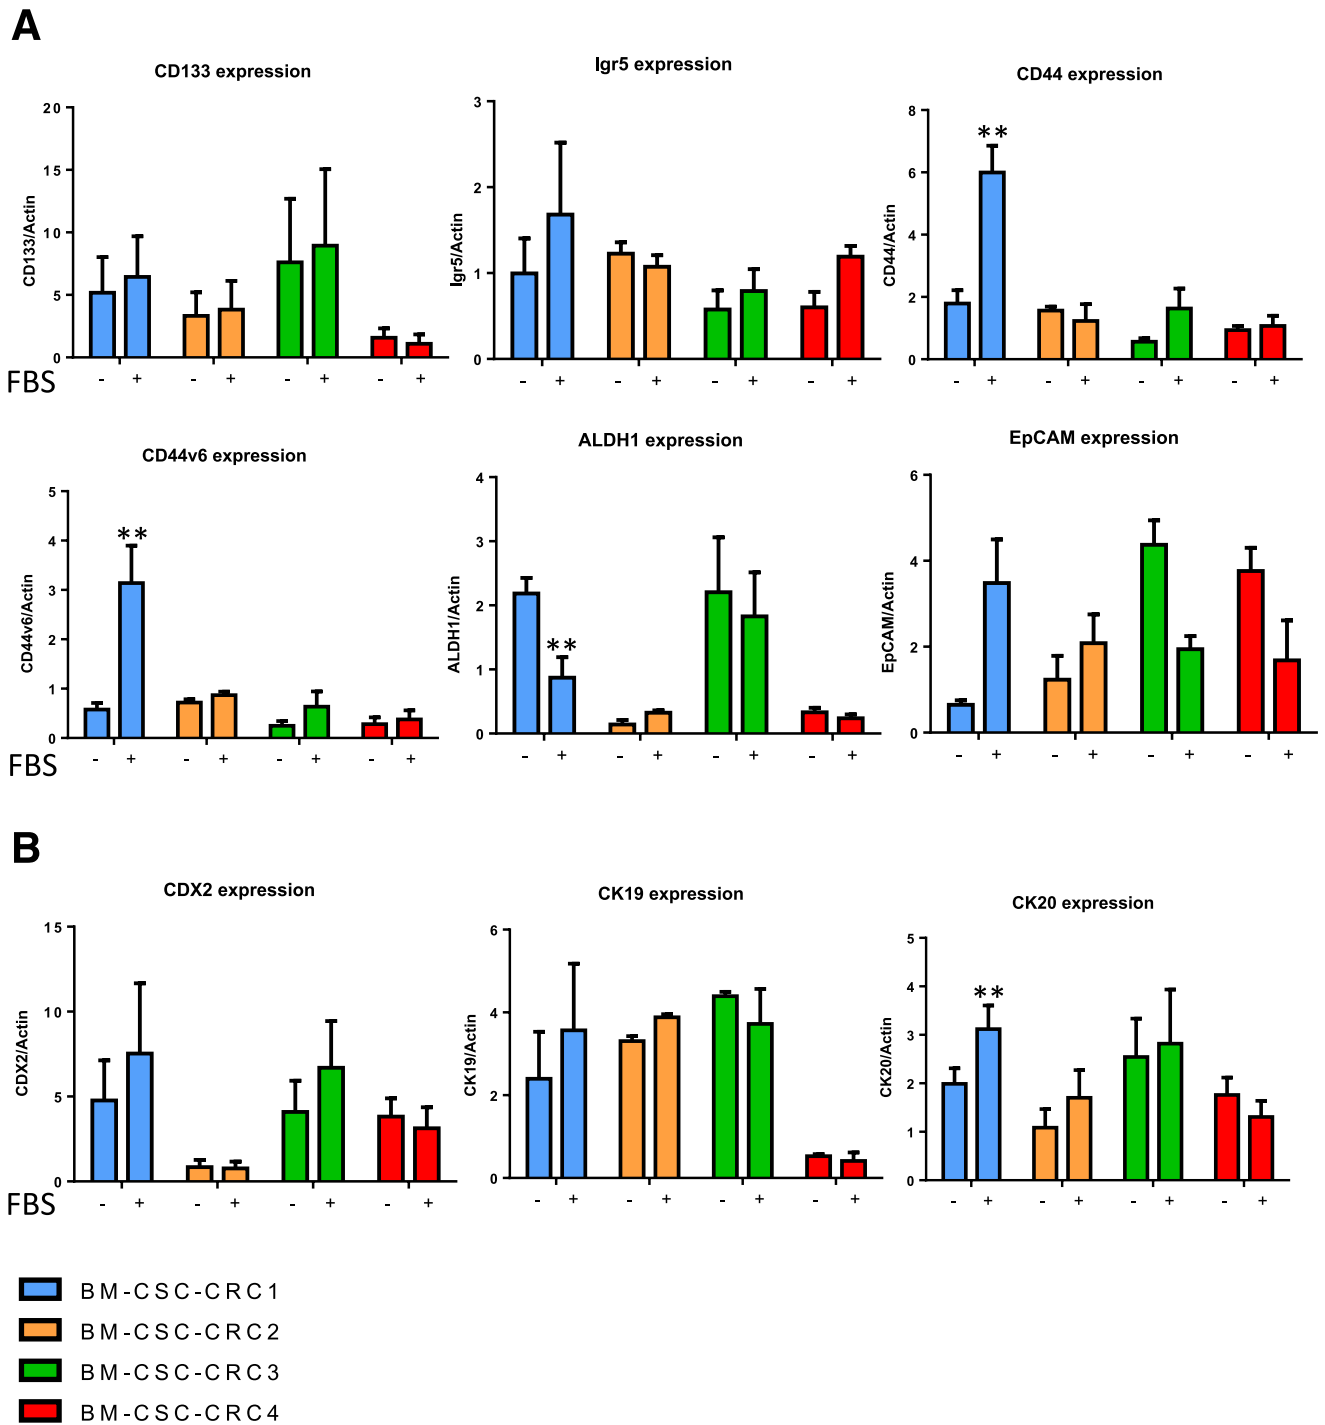 A
CD133 expression
Igr5 expression
CD44 expression
CD133/Actin
20
15
10
5
0
Igr5/Actin
3
2
1
0
CD44/Actin
8
6
4
2
0
**
FBS - + - + - + - +
- + - + - + - +
- + - + - + - +
CD44v6 expression
ALDH1 expression
EpCAM expression
CD44v6/Actin
5
4
3
2
1
0
**
ALDH1/Actin
4
3
2
1
0
**
EpCAM/Actin
6
4
2
0
FBS - + - + - + - +
- + - + - + - +
- + - + - + - +
B
CDX2 expression
CK19 expression
CK20 expression
CDX2/Actin
15
10
5
0
CK19/Actin
6
4
2
0
CK20/Actin
5
4
3
2
1
0
**
FBS - + - + - + - +
- + - + - + - +
- + - + - + - +
BM-CSC-CRC1
BM-CSC-CRC2
BM-CSC-CRC3
BM-CSC-CRC4